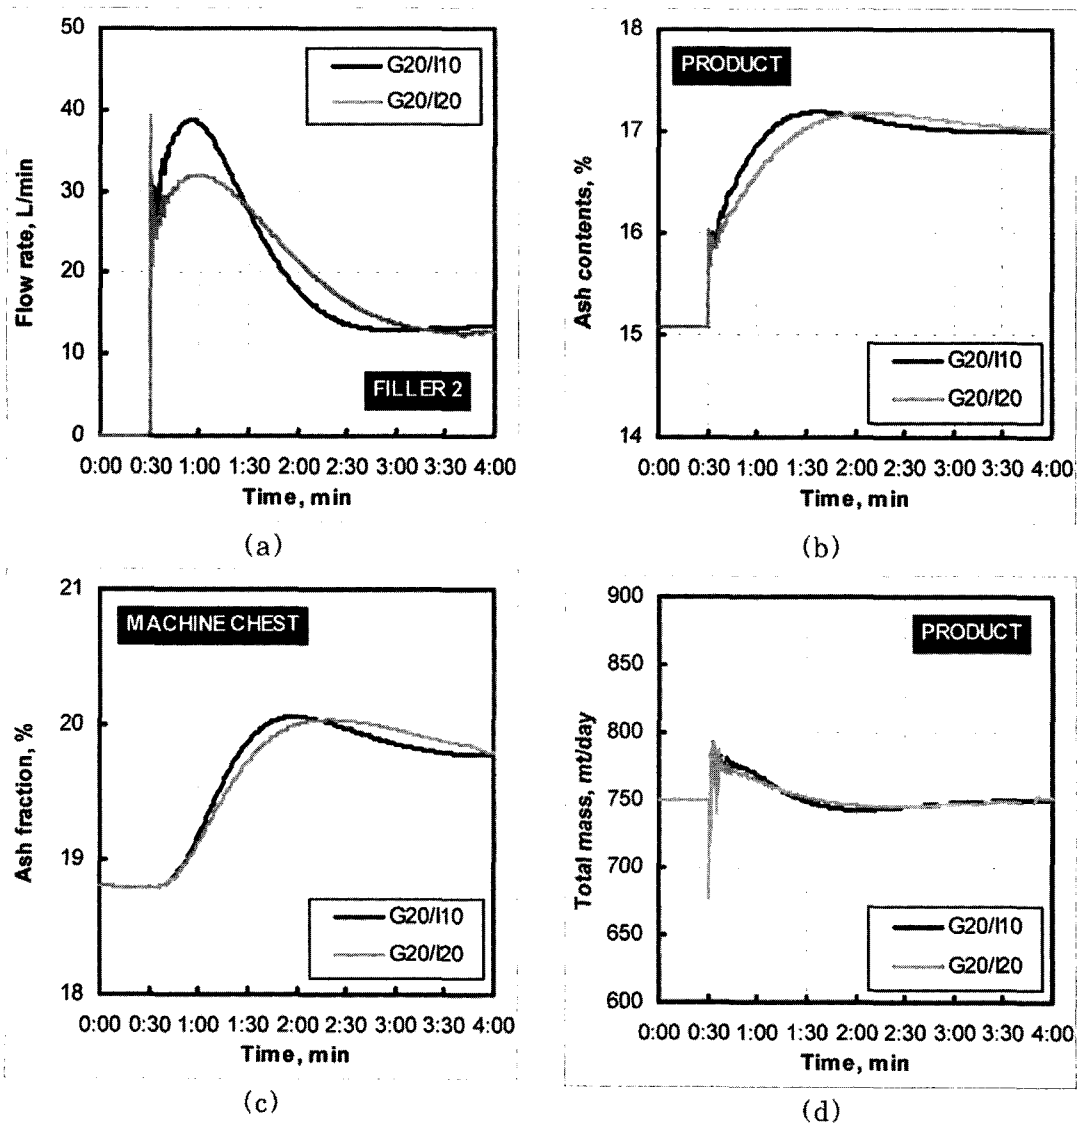 50
40
30
20
10
0
Flow rate, L/min
G20/I10
G20/I20
FILLER 2
0:00 0:30 1:00 1:30 2:00 2:30 3:00 3:30 4:00
Time, min
(a)
18
17
16
15
14
Ash contents, %
PRODUCT
G20/I10
G20/I20
0:00 0:30 1:00 1:30 2:00 2:30 3:00 3:30 4:00
Time, min
(b)
21
20
19
18
Ash fraction, %
MACHINE CHEST
G20/I10
G20/I20
0:00 0:30 1:00 1:30 2:00 2:30 3:00 3:30 4:00
Time, min
(c)
900
850
800
750
700
650
600
Total mass, mt/day
PRODUCT
G20/I10
G20/I20
0:00 0:30 1:00 1:30 2:00 2:30 3:00 3:30 4:00
Time, min
(d)